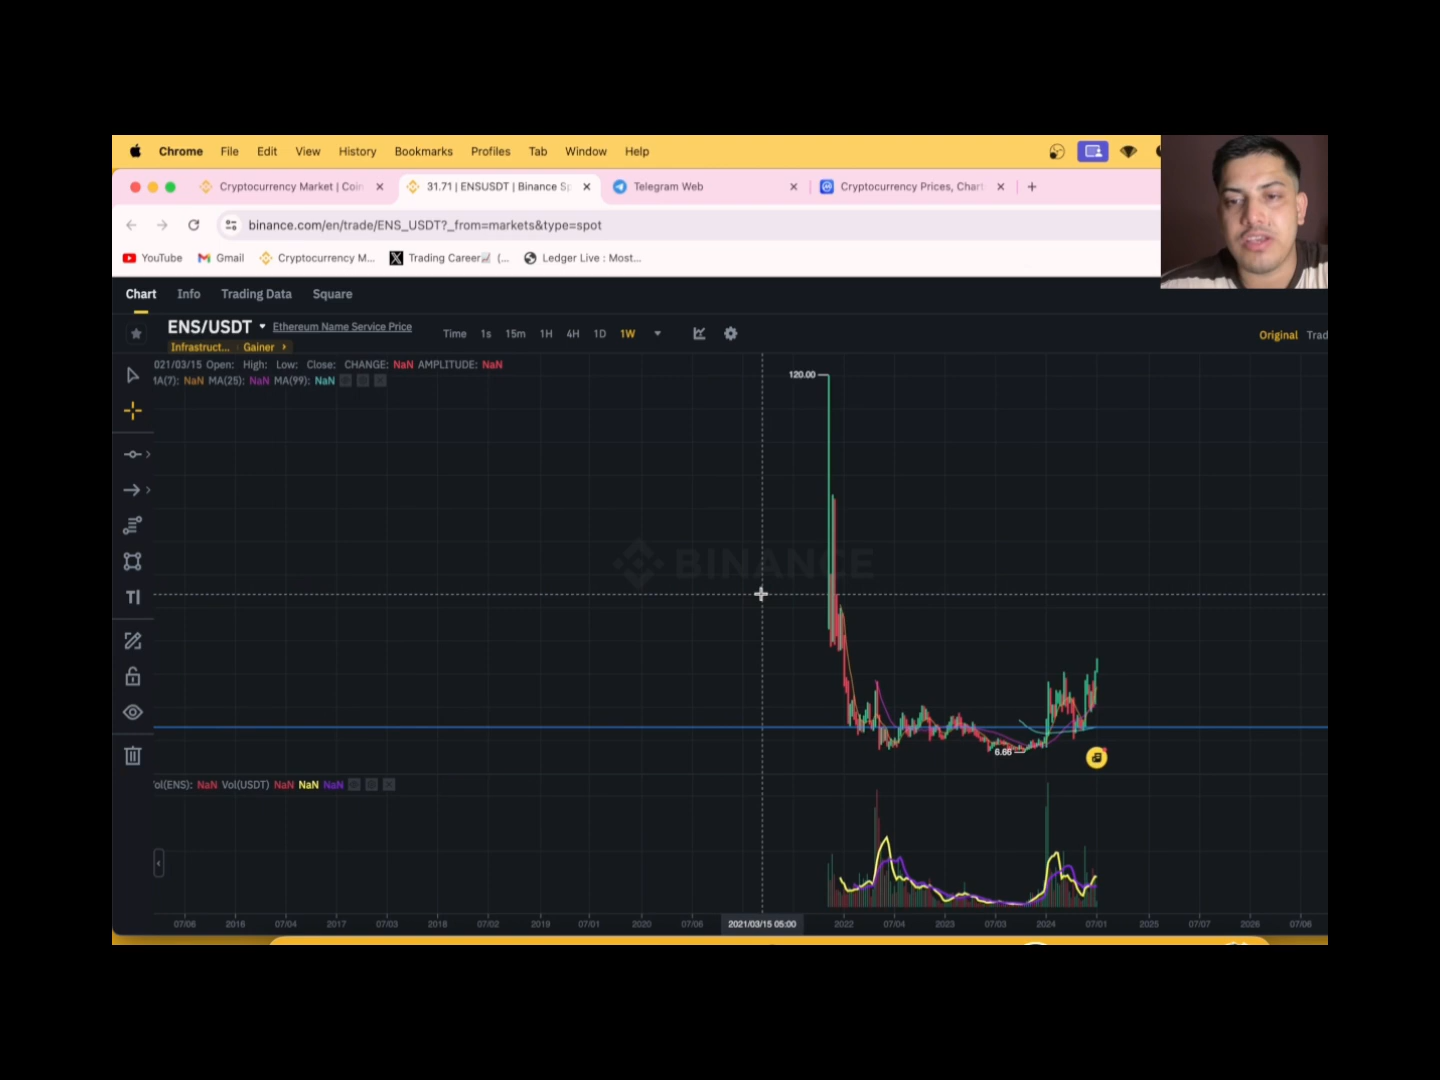 Chrome File Edit View History Bookmarks Profiles Tab Window Help
Cryptocurrency Market | Coin 31.71 | ENSUSDT | Binance Sp Telegram Web Cryptocurrency Prices, Chart
binance.com/en/trade/ENS_USDT?_from=markets&type=spot
YouTube Gmail Cryptocurrency M... Trading Career (... Ledger Live : Most...
Chart Info Trading Data Square
ENS/USDT Ethereum Name Service Price Time 1s 15m 1H 4H 1D 1W Original Trad
Infrastruct... Gainer
021/03/15 Open: High: Low: Close: CHANGE: NaN AMPLITUDE: NaN
MA(7): NaN MA(25): NaN MA(99): NaN
120.00
BINANCE
6.66
Vol(ENS): NaN Vol(USDT) NaN NaN NaN
07/06 2016 07/04 2017 07/03 2018 07/02 2019 07/01 2020 07/06 2021/03/15 05:00 2022 07/04 2023 07/03 2024 07/01 2025 07/07 2026 07/06